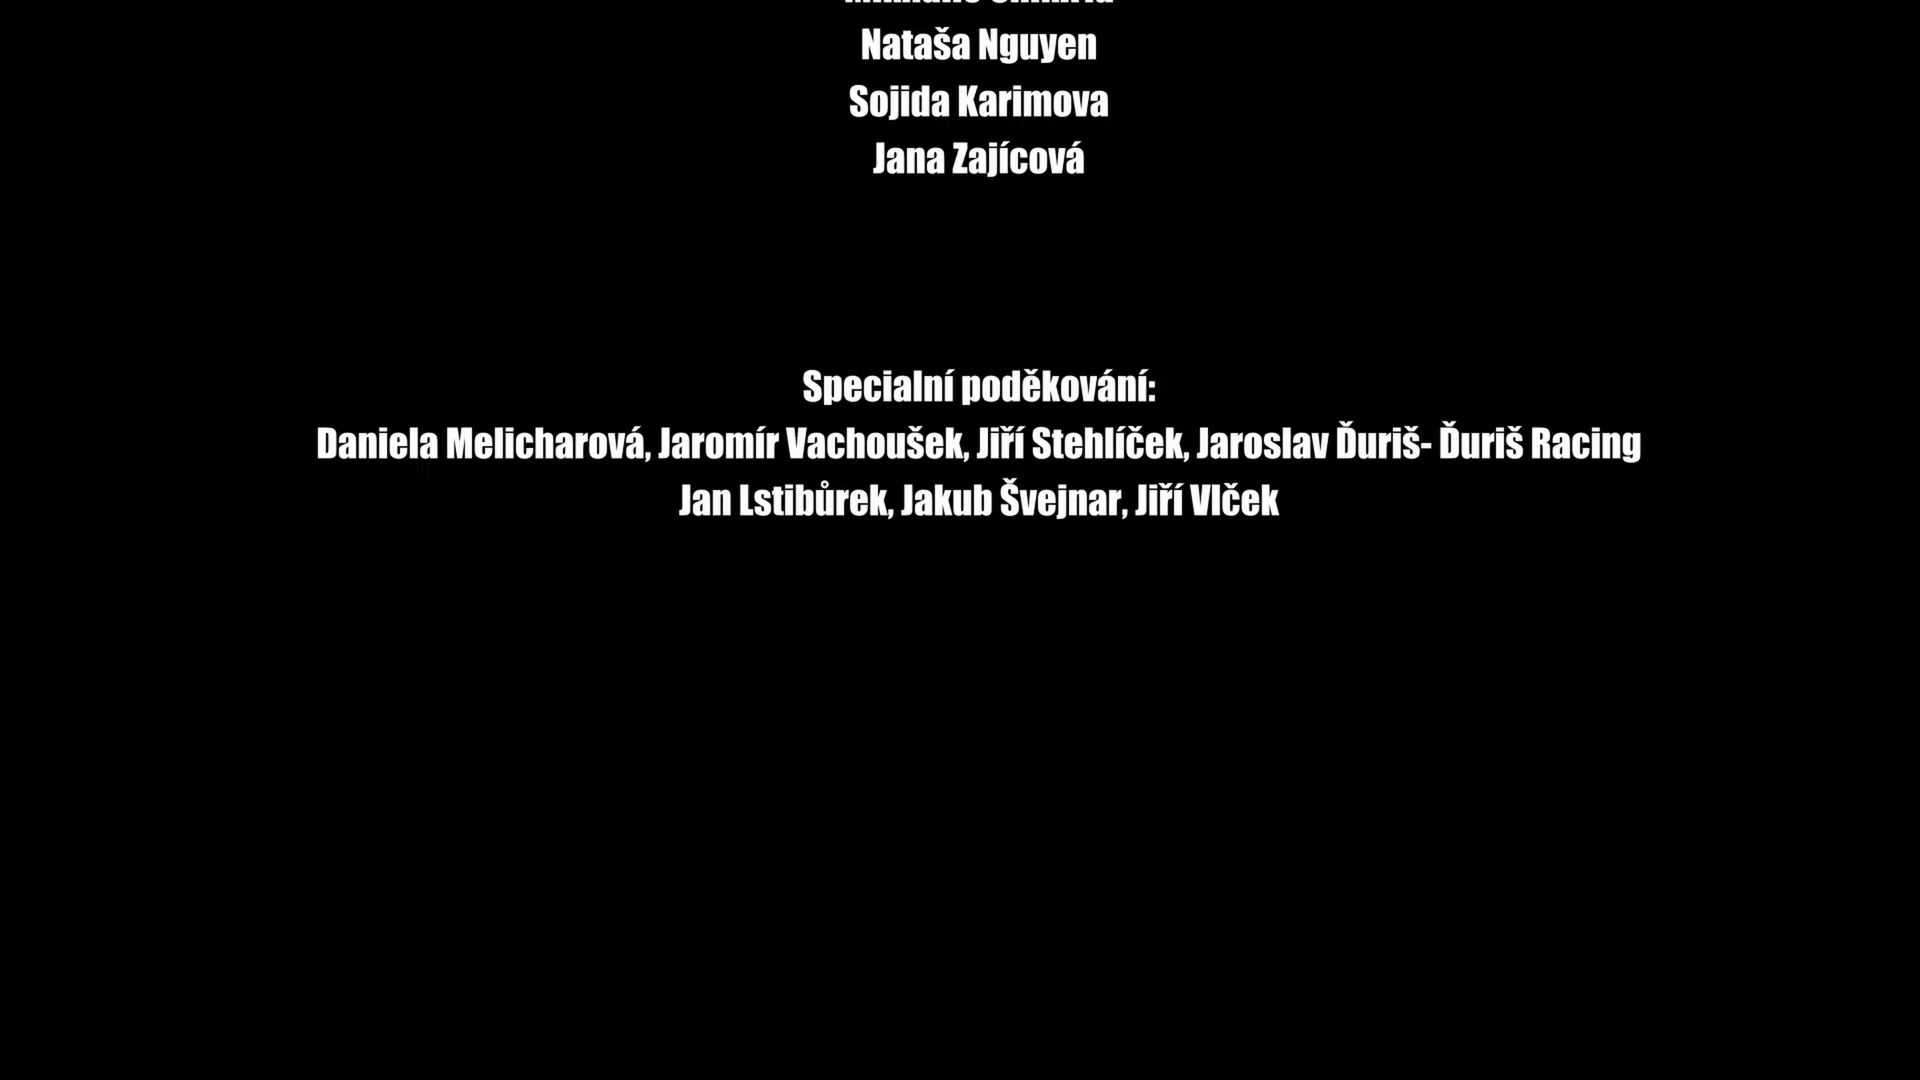 Nataša Nguyen
Sojida Karimova
Jana Zajícová
Specialní poděkování:
Daniela Melicharová, Jaromír Vachoušek, Jiří Stehlíček, Jaroslav Ďuriš- Ďuriš Racing
Jan Lstibůrek, Jakub Švejnar, Jiří Vlček